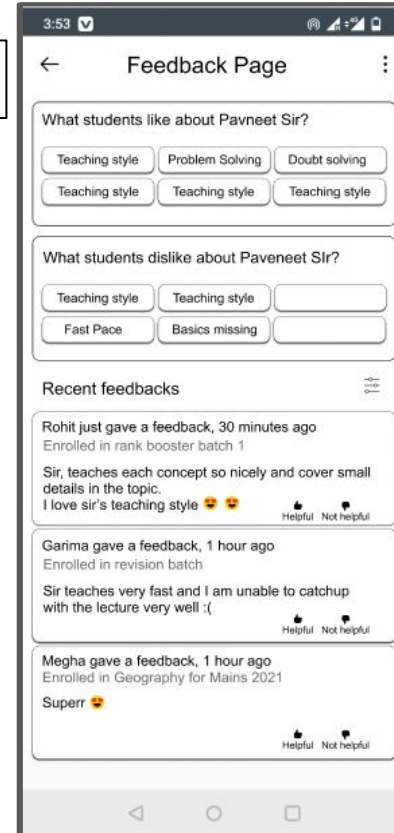 3:53
Feedback Page
What students like about Pavneet Sir?
Teaching style Problem Solving Doubt solving
Teaching style Teaching style Teaching style
What students dislike about Paveneet SIr?
Teaching style Teaching style
Fast Pace Basics missing
Recent feedbacks
Rohit just gave a feedback, 30 minutes ago
Enrolled in rank booster batch 1
Sir, teaches each concept so nicely and cover small
details in the topic.
I love sir's teaching style 😍 😍
Helpful Not helpful
Garima gave a feedback, 1 hour ago
Enrolled in revision batch
Sir teaches very fast and I am unable to catchup
with the lecture very well :(
Helpful Not helpful
Megha gave a feedback, 1 hour ago
Enrolled in Geography for Mains 2021
Superr 😍
Helpful Not helpful